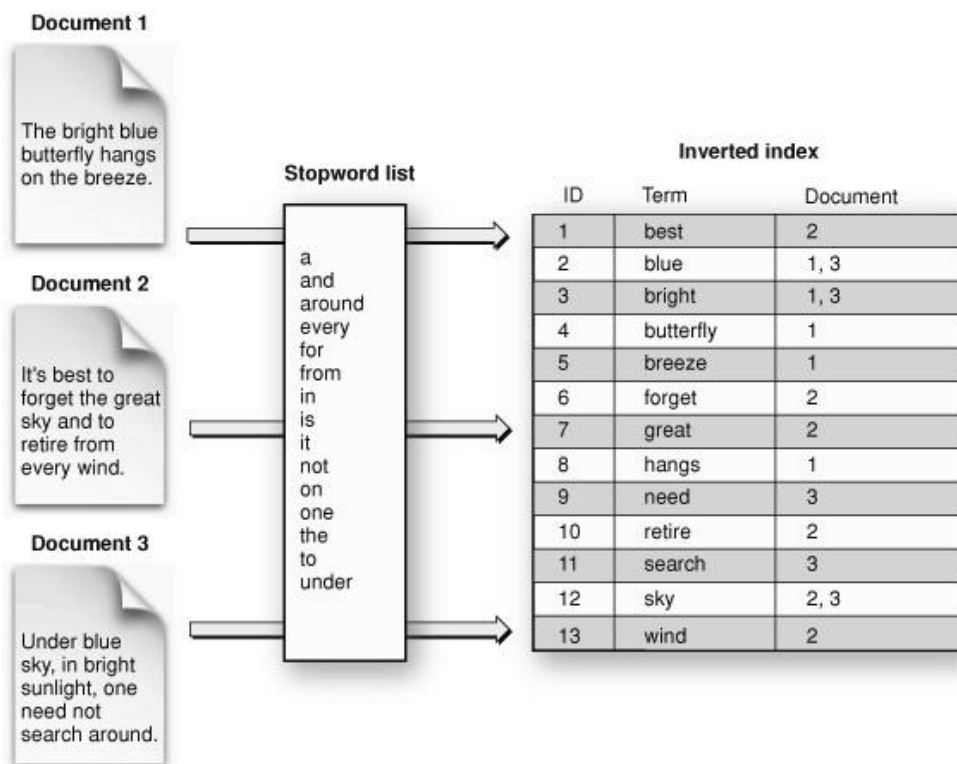 Document 1
The bright blue
butterfly hangs
on the breeze.
Document 2
It's best to
forget the great
sky and to
retire from
every wind.
Document 3
Under blue
sky, in bright
sunlight, one
need not
search around.
Stopword list
a
and
around
every
for
from
in
is
it
not
on
one
the
to
under
Inverted index
ID Term Document
1 best 2
2 blue 1, 3
3 bright 1, 3
4 butterfly 1
5 breeze 1
6 forget 2
7 great 2
8 hangs 1
9 need 3
10 retire 2
11 search 3
12 sky 2, 3
13 wind 2